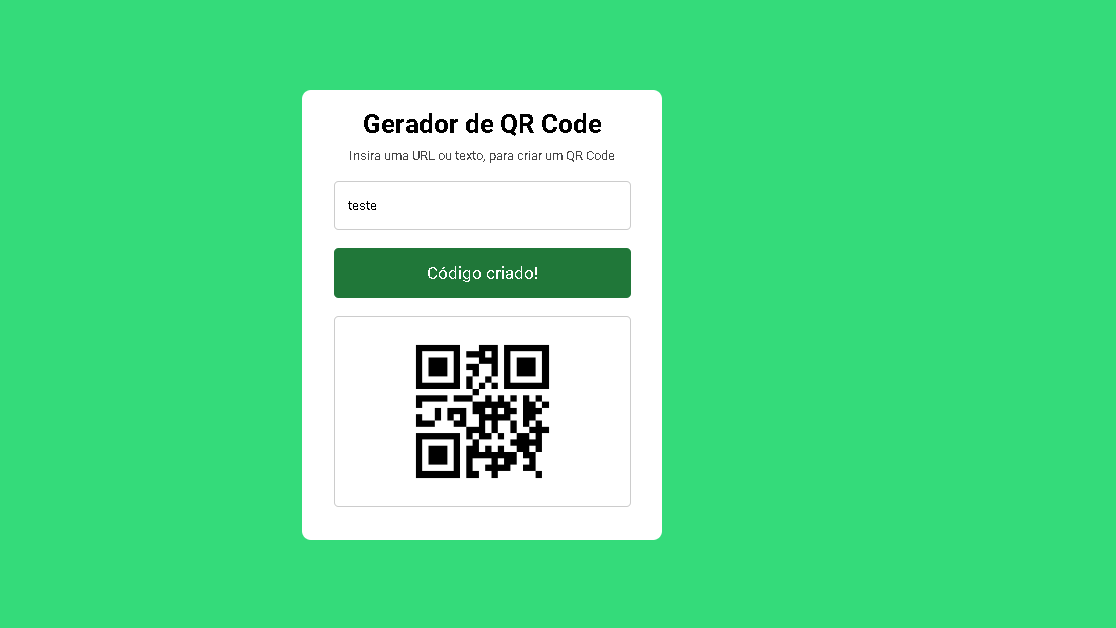 Gerador de QR Code
Insira uma URL ou texto, para criar um QR Code
teste
Código criado!